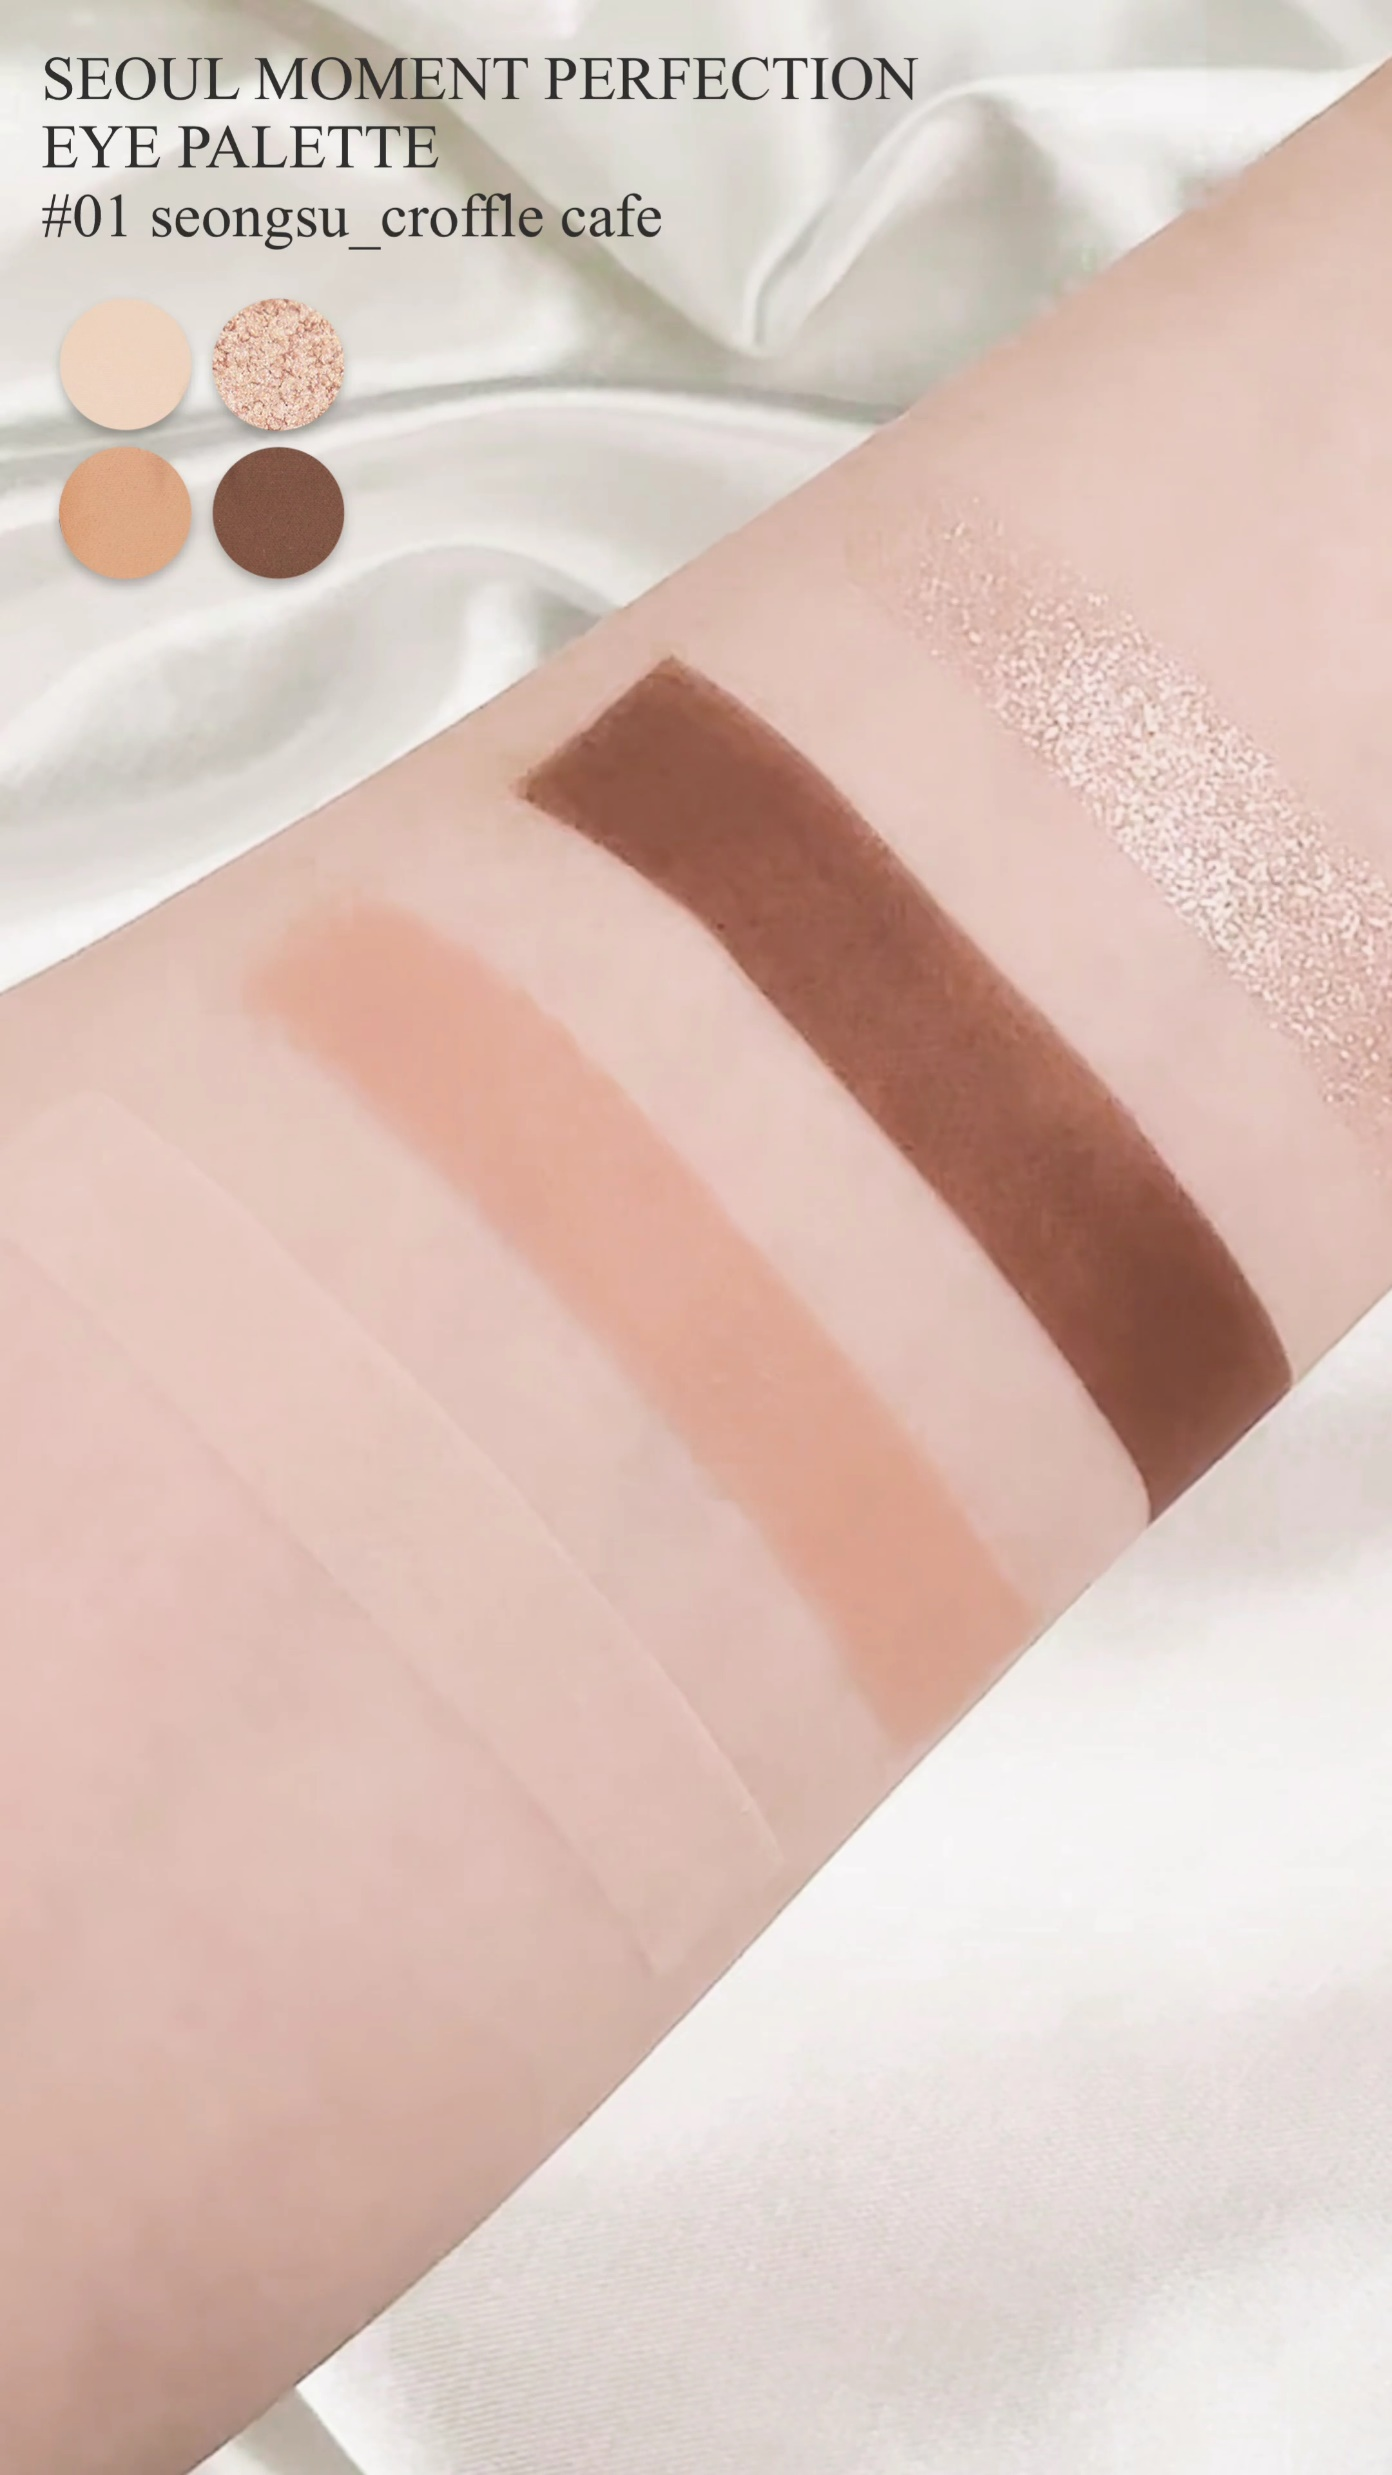 SEOUL MOMENT PERFECTION
EYE PALETTE
#01 seongsu_croffle cafe